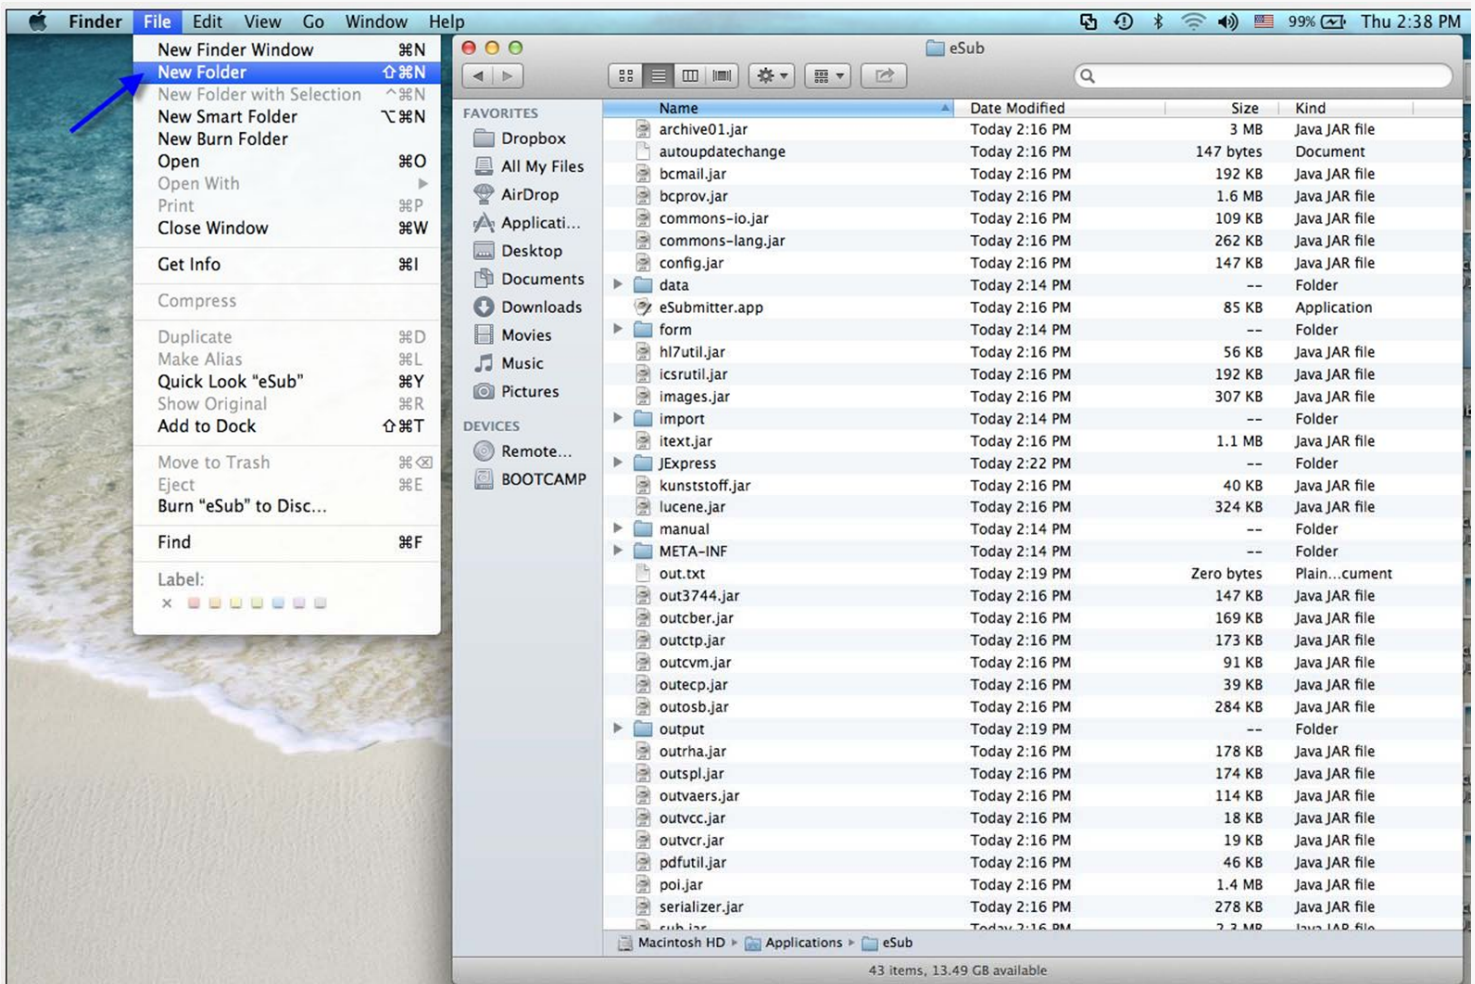 Finder File Edit View Go Window Help 99% Thu 2:38 PM
New Finder Window ⌘N
New Folder ⇧⌘N
New Folder with Selection ^⌘N
New Smart Folder ⌥⌘N
New Burn Folder
Open ⌘O
Open With
Print ⌘P
Close Window ⌘W
Get Info ⌘I
Compress
Duplicate ⌘D
Make Alias ⌘L
Quick Look “eSub” ⌘Y
Show Original ⌘R
Add to Dock ⇧⌘T
Move to Trash ⌘⌫
Eject ⌘E
Burn “eSub” to Disc...
Find ⌘F
Label:
eSub
FAVORITES
Dropbox
All My Files
AirDrop
Applicati...
Desktop
Documents
Downloads
Movies
Music
Pictures
DEVICES
Remote...
BOOTCAMP
Name Date Modified Size Kind
archive01.jar Today 2:16 PM 3 MB Java JAR file
autoupdatechange Today 2:16 PM 147 bytes Document
bcmail.jar Today 2:16 PM 192 KB Java JAR file
bcprov.jar Today 2:16 PM 1.6 MB Java JAR file
commons-io.jar Today 2:16 PM 109 KB Java JAR file
commons-lang.jar Today 2:16 PM 262 KB Java JAR file
config.jar Today 2:16 PM 147 KB Java JAR file
data Today 2:14 PM -- Folder
eSubmitter.app Today 2:16 PM 85 KB Application
form Today 2:14 PM -- Folder
hl7util.jar Today 2:16 PM 56 KB Java JAR file
icsrutil.jar Today 2:16 PM 192 KB Java JAR file
images.jar Today 2:16 PM 307 KB Java JAR file
import Today 2:14 PM -- Folder
itext.jar Today 2:16 PM 1.1 MB Java JAR file
JExpress Today 2:22 PM -- Folder
kunststoff.jar Today 2:16 PM 40 KB Java JAR file
lucene.jar Today 2:16 PM 324 KB Java JAR file
manual Today 2:14 PM -- Folder
META-INF Today 2:14 PM -- Folder
out.txt Today 2:19 PM Zero bytes Plain...cument
out3744.jar Today 2:16 PM 147 KB Java JAR file
outcber.jar Today 2:16 PM 169 KB Java JAR file
outctp.jar Today 2:16 PM 173 KB Java JAR file
outcvm.jar Today 2:16 PM 91 KB Java JAR file
outecp.jar Today 2:16 PM 39 KB Java JAR file
outosb.jar Today 2:16 PM 284 KB Java JAR file
output Today 2:19 PM -- Folder
outrha.jar Today 2:16 PM 178 KB Java JAR file
outspl.jar Today 2:16 PM 174 KB Java JAR file
outvaers.jar Today 2:16 PM 114 KB Java JAR file
outvcc.jar Today 2:16 PM 18 KB Java JAR file
outvcr.jar Today 2:16 PM 19 KB Java JAR file
pdfutil.jar Today 2:16 PM 46 KB Java JAR file
poi.jar Today 2:16 PM 1.4 MB Java JAR file
serializer.jar Today 2:16 PM 278 KB Java JAR file
sub.jar Today 2:16 PM 2.3 MB Java JAR file
Macintosh HD Applications eSub
43 items, 13.49 GB available